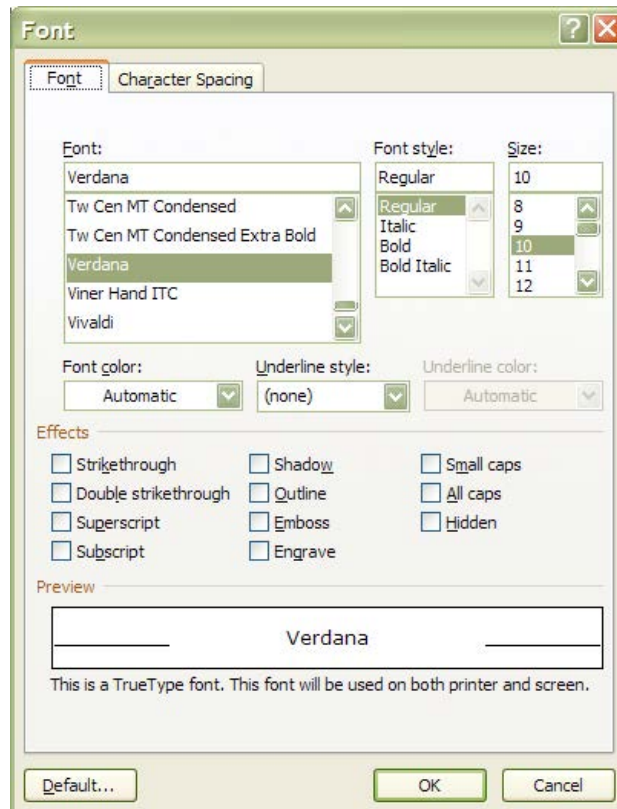 Font
Font Character Spacing
Font: Font style: Size:
Verdana Regular 10
Tw Cen MT Condensed Regular 8
Tw Cen MT Condensed Extra Bold Italic 9
Verdana Bold 10
Viner Hand ITC Bold Italic 11
Vivaldi 12
Font color: Underline style: Underline color:
Automatic (none) Automatic
Effects
Strikethrough Shadow Small caps
Double strikethrough Outline All caps
Superscript Emboss Hidden
Subscript Engrave
Preview
Verdana
This is a TrueType font. This font will be used on both printer and screen.
Default... OK Cancel